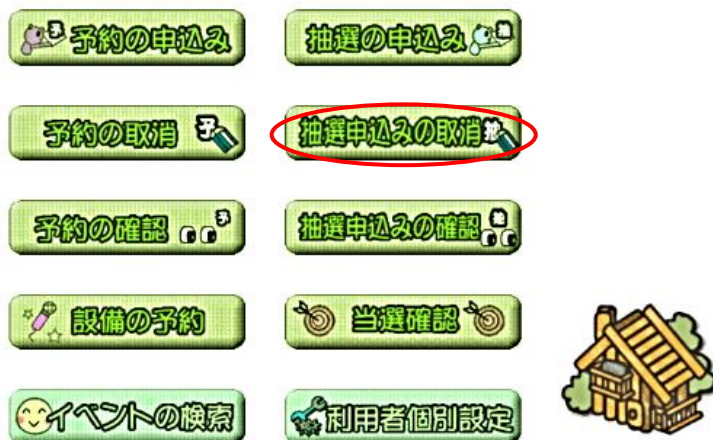 予約の申込み
抽選の申込み
予約の取消
抽選申込みの取消
予約の確認
抽選申込みの確認
設備の予約
当選確認
イベントの検索
利用者個別設定